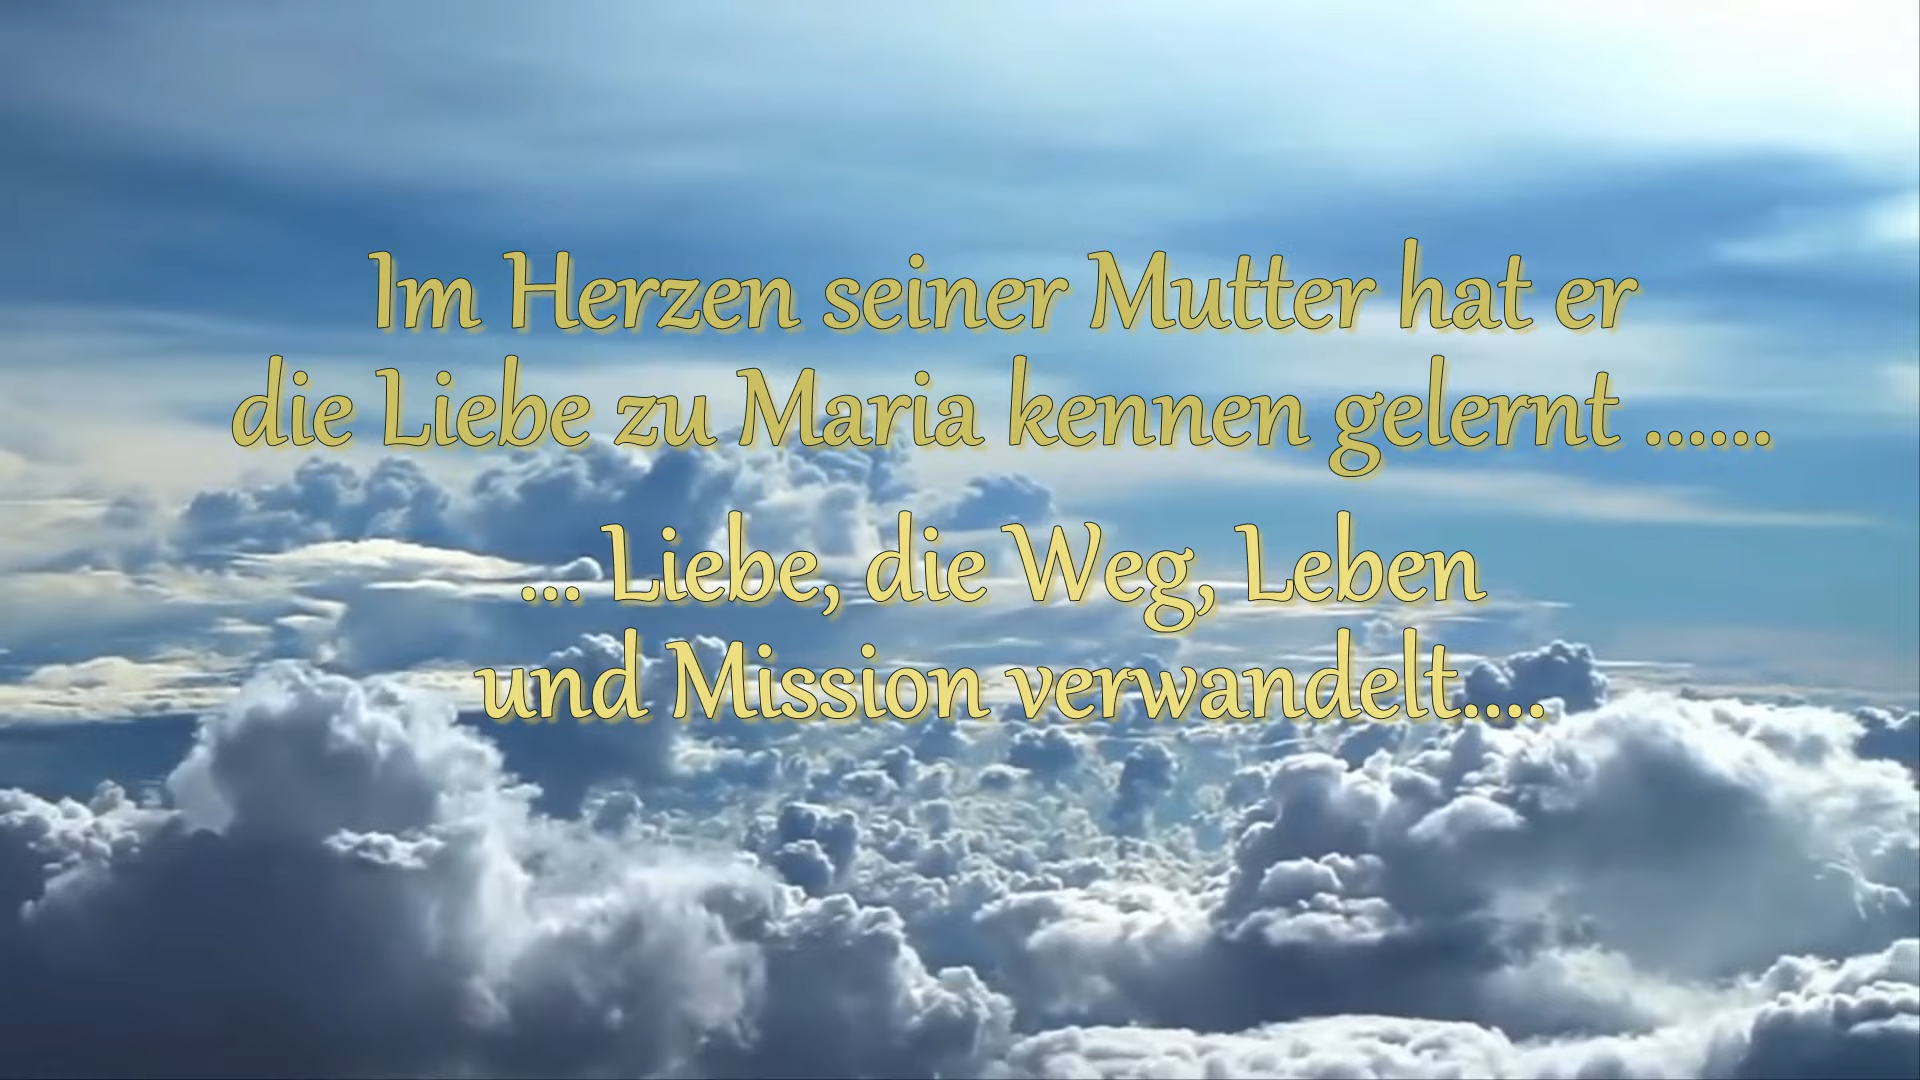 Im Herzen seiner Mutter hat er
die Liebe zu Maria kennen gelernt ......
... Liebe, die Weg, Leben
und Mission verwandelt....